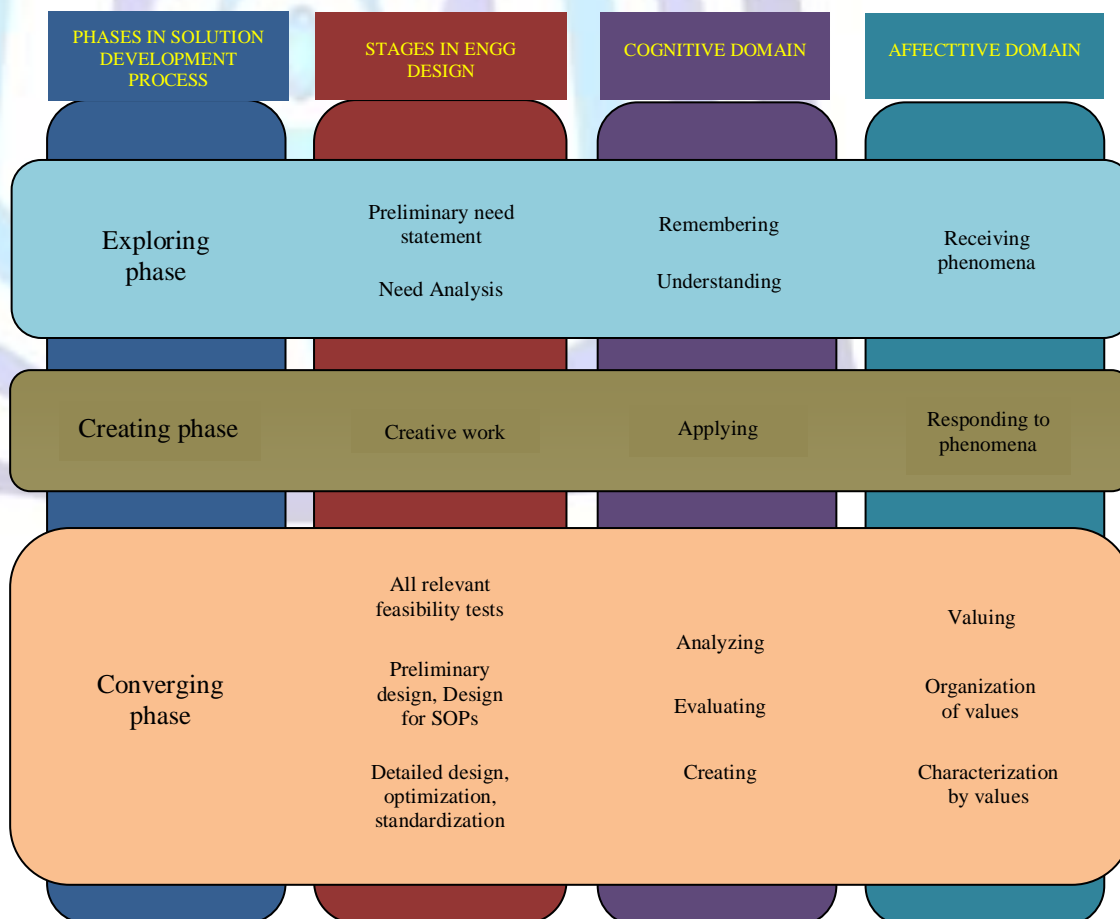 PHASES IN SOLUTION
DEVELOPMENT
PROCESS
STAGES IN ENGG
DESIGN
COGNITIVE DOMAIN
AFFECTTIVE DOMAIN
Exploring
phase
Preliminary need
statement
Need Analysis
Remembering
Understanding
Receiving
phenomena
Creating phase
Creative work
Applying
Responding to
phenomena
Converging
phase
All relevant
feasibility tests
Preliminary
design, Design
for SOPs
Detailed design,
optimization,
standardization
Analyzing
Evaluating
Creating
Valuing
Organization
of values
Characterization
by values